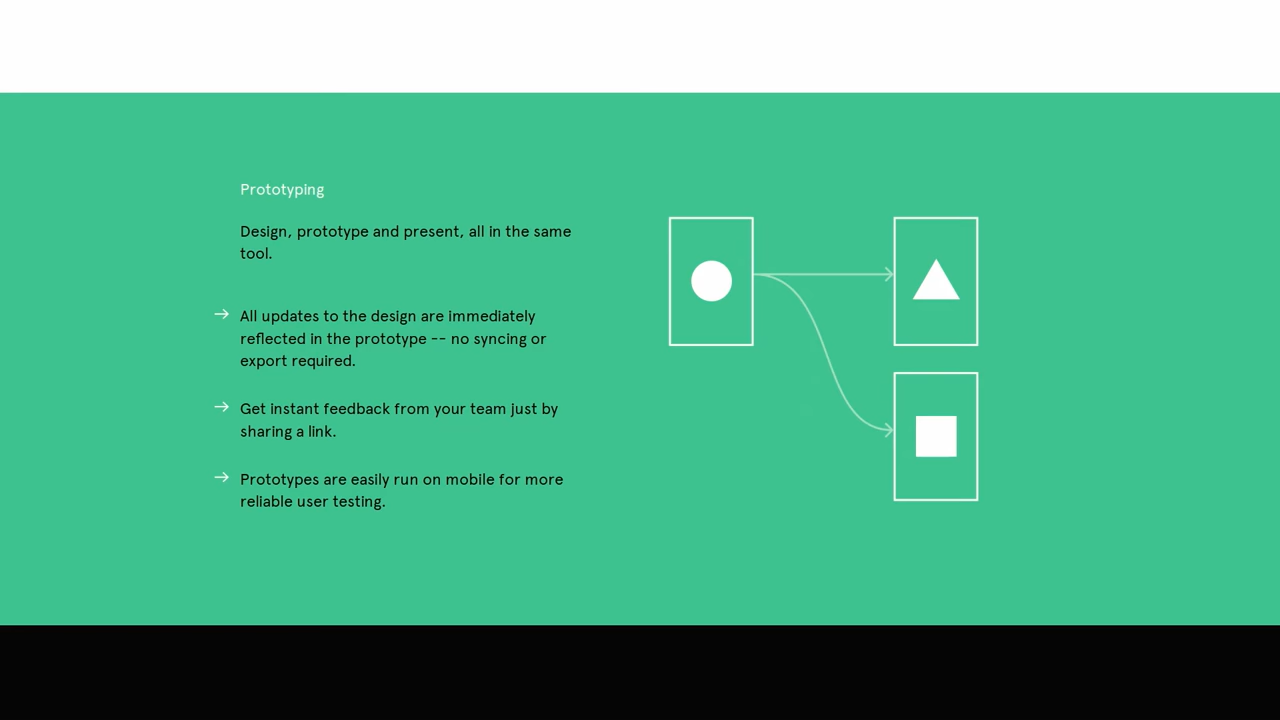 Prototyping
Design, prototype and present, all in the same
tool.
All updates to the design are immediately
reflected in the prototype -- no syncing or
export required.
Get instant feedback from your team just by
sharing a link.
Prototypes are easily run on mobile for more
reliable user testing.